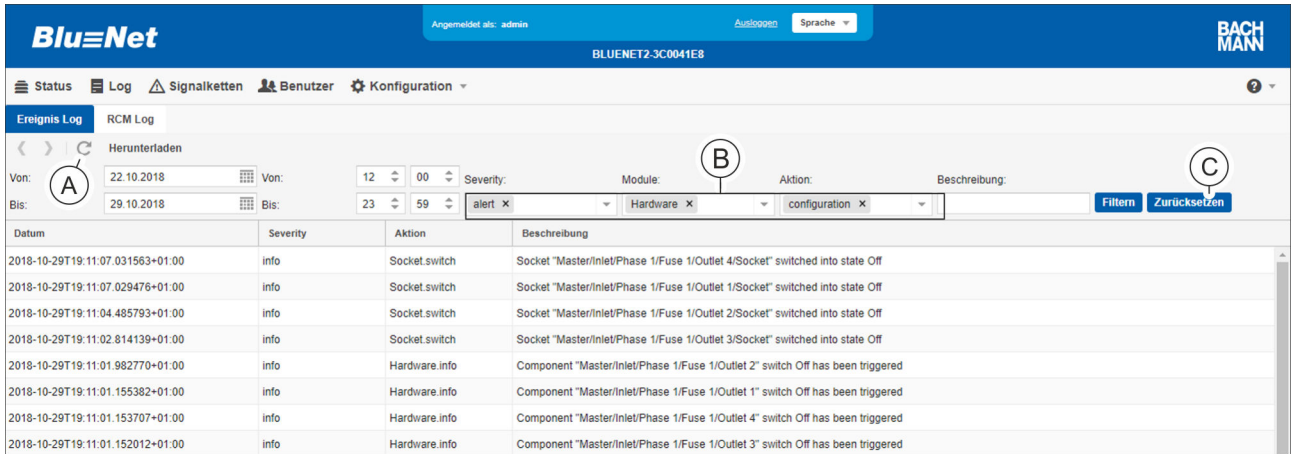 Angemeldet als: admin Ausloggen Sprache
BlueNet
BACH
MANN
BLUENET2-3C0041E8
Status Log Signalketten Benutzer Konfiguration ?
Ereignis Log RCM Log
Herunterladen
A B C
Von: 22.10.2018 Von: 12 00 Severity: Module: Aktion: Beschreibung:
Bis: 29.10.2018 Bis: 23 59 alert × Hardware × configuration × Filtern Zurücksetzen
Datum Severity Aktion Beschreibung
2018-10-29T19:11:07.031563+01:00 info Socket.switch Socket "Master/Inlet/Phase 1/Fuse 1/Outlet 4/Socket" switched into state Off
2018-10-29T19:11:07.029476+01:00 info Socket.switch Socket "Master/Inlet/Phase 1/Fuse 1/Outlet 1/Socket" switched into state Off
2018-10-29T19:11:04.485793+01:00 info Socket.switch Socket "Master/Inlet/Phase 1/Fuse 1/Outlet 2/Socket" switched into state Off
2018-10-29T19:11:02.814139+01:00 info Socket.switch Socket "Master/Inlet/Phase 1/Fuse 1/Outlet 3/Socket" switched into state Off
2018-10-29T19:11:01.982770+01:00 info Hardware.info Component "Master/Inlet/Phase 1/Fuse 1/Outlet 2" switch Off has been triggered
2018-10-29T19:11:01.155382+01:00 info Hardware.info Component "Master/Inlet/Phase 1/Fuse 1/Outlet 1" switch Off has been triggered
2018-10-29T19:11:01.153707+01:00 info Hardware.info Component "Master/Inlet/Phase 1/Fuse 1/Outlet 4" switch Off has been triggered
2018-10-29T19:11:01.152012+01:00 info Hardware.info Component "Master/Inlet/Phase 1/Fuse 1/Outlet 3" switch Off has been triggered